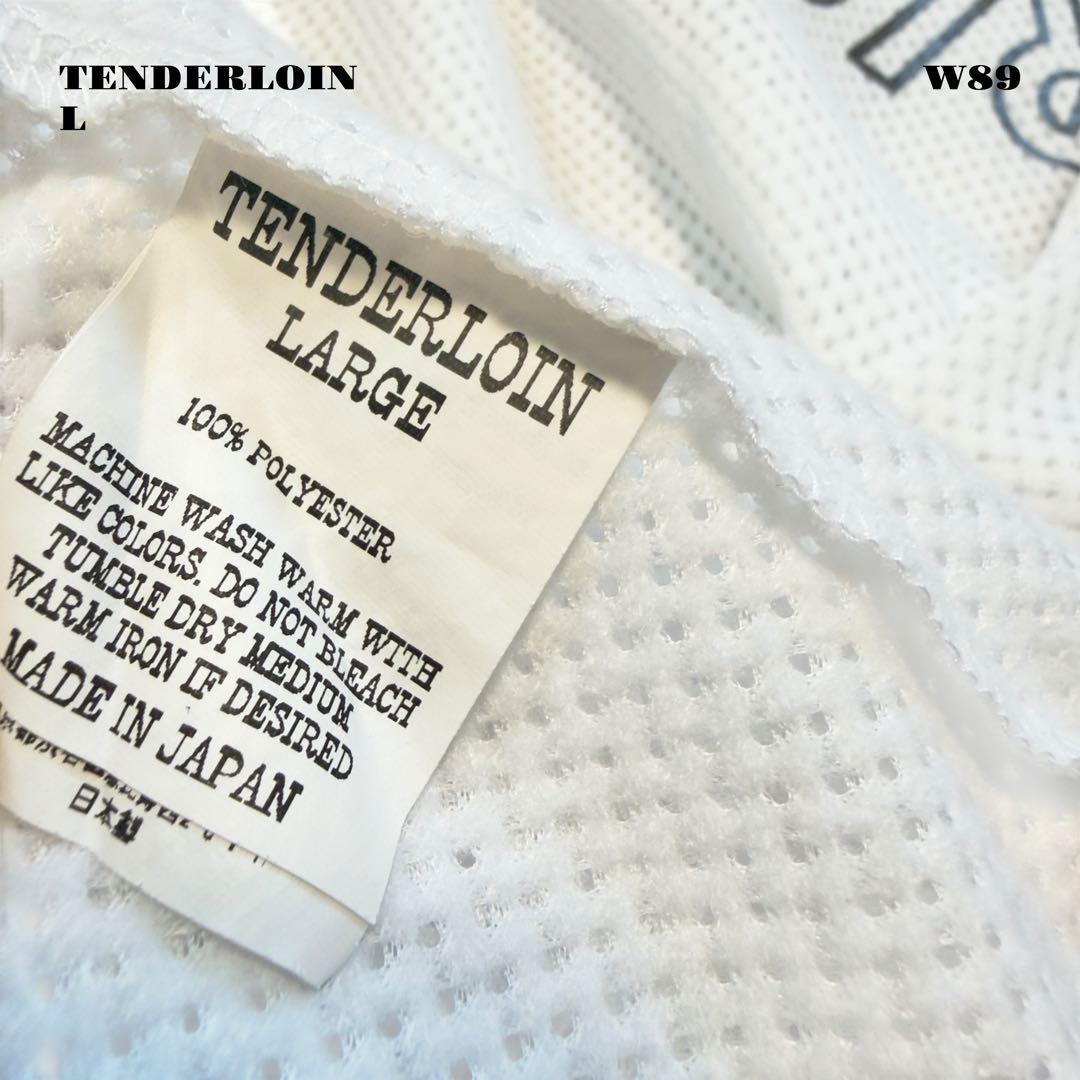 TENDERLOIN
L
W89
TENDERLOIN
LARGE
100% POLYESTER
MACHINE WASH WARM WITH
LIKE COLORS. DO NOT BLEACH
TUMBLE DRY MEDIUM
WARM IRON IF DESIRED
MADE IN JAPAN
日本製